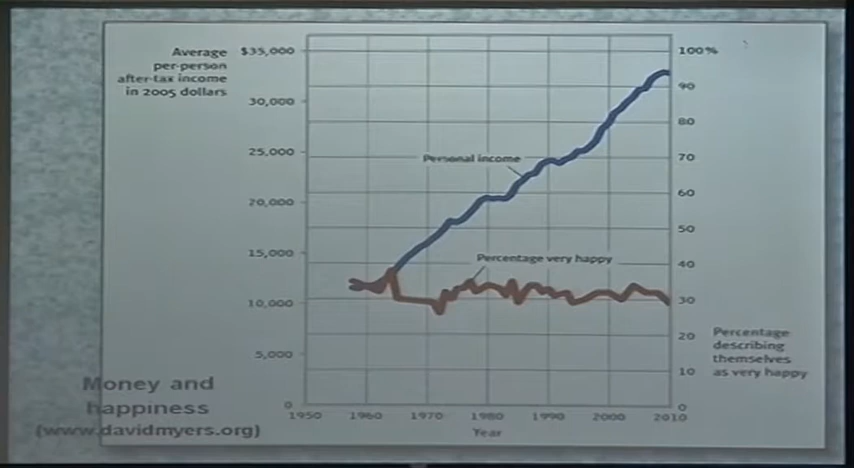 Average
per-person
after-tax income
in 2005 dollars
$35,000
30,000
25,000
20,000
15,000
10,000
5,000
0
Personal income
Percentage very happy
100%
90
80
70
60
50
40
30
20
10
0
Percentage
describing
themselves
as very happy
1950 1960 1970 1980 1990 2000 2010
Year
Money and
happiness
(www.davidmyers.org)